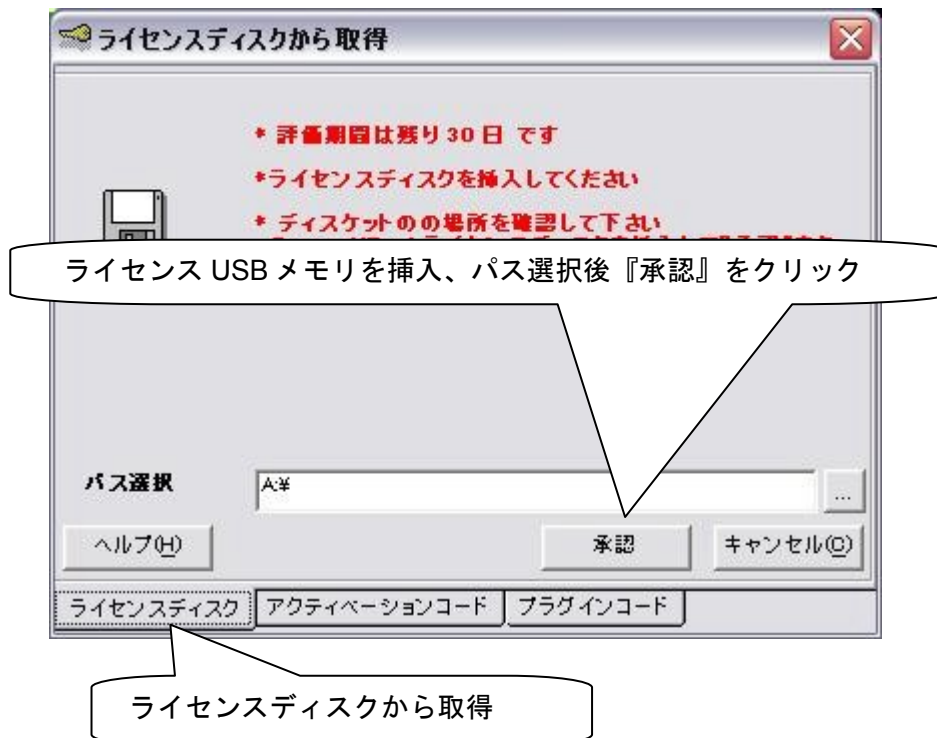 ライセンスディスクから取得
* 評価期間は残り30日 です
*ライセンスディスクを挿入してください
* ディスケットのの場所を確認して下さい
ライセンス USB メモリを挿入、パス選択後『承認』をクリック
パス選択
A:¥
...
ヘルプ(H)
承認
キャンセル(C)
ライセンスディスク
アクティベーションコード
プラグインコード
ライセンスディスクから取得